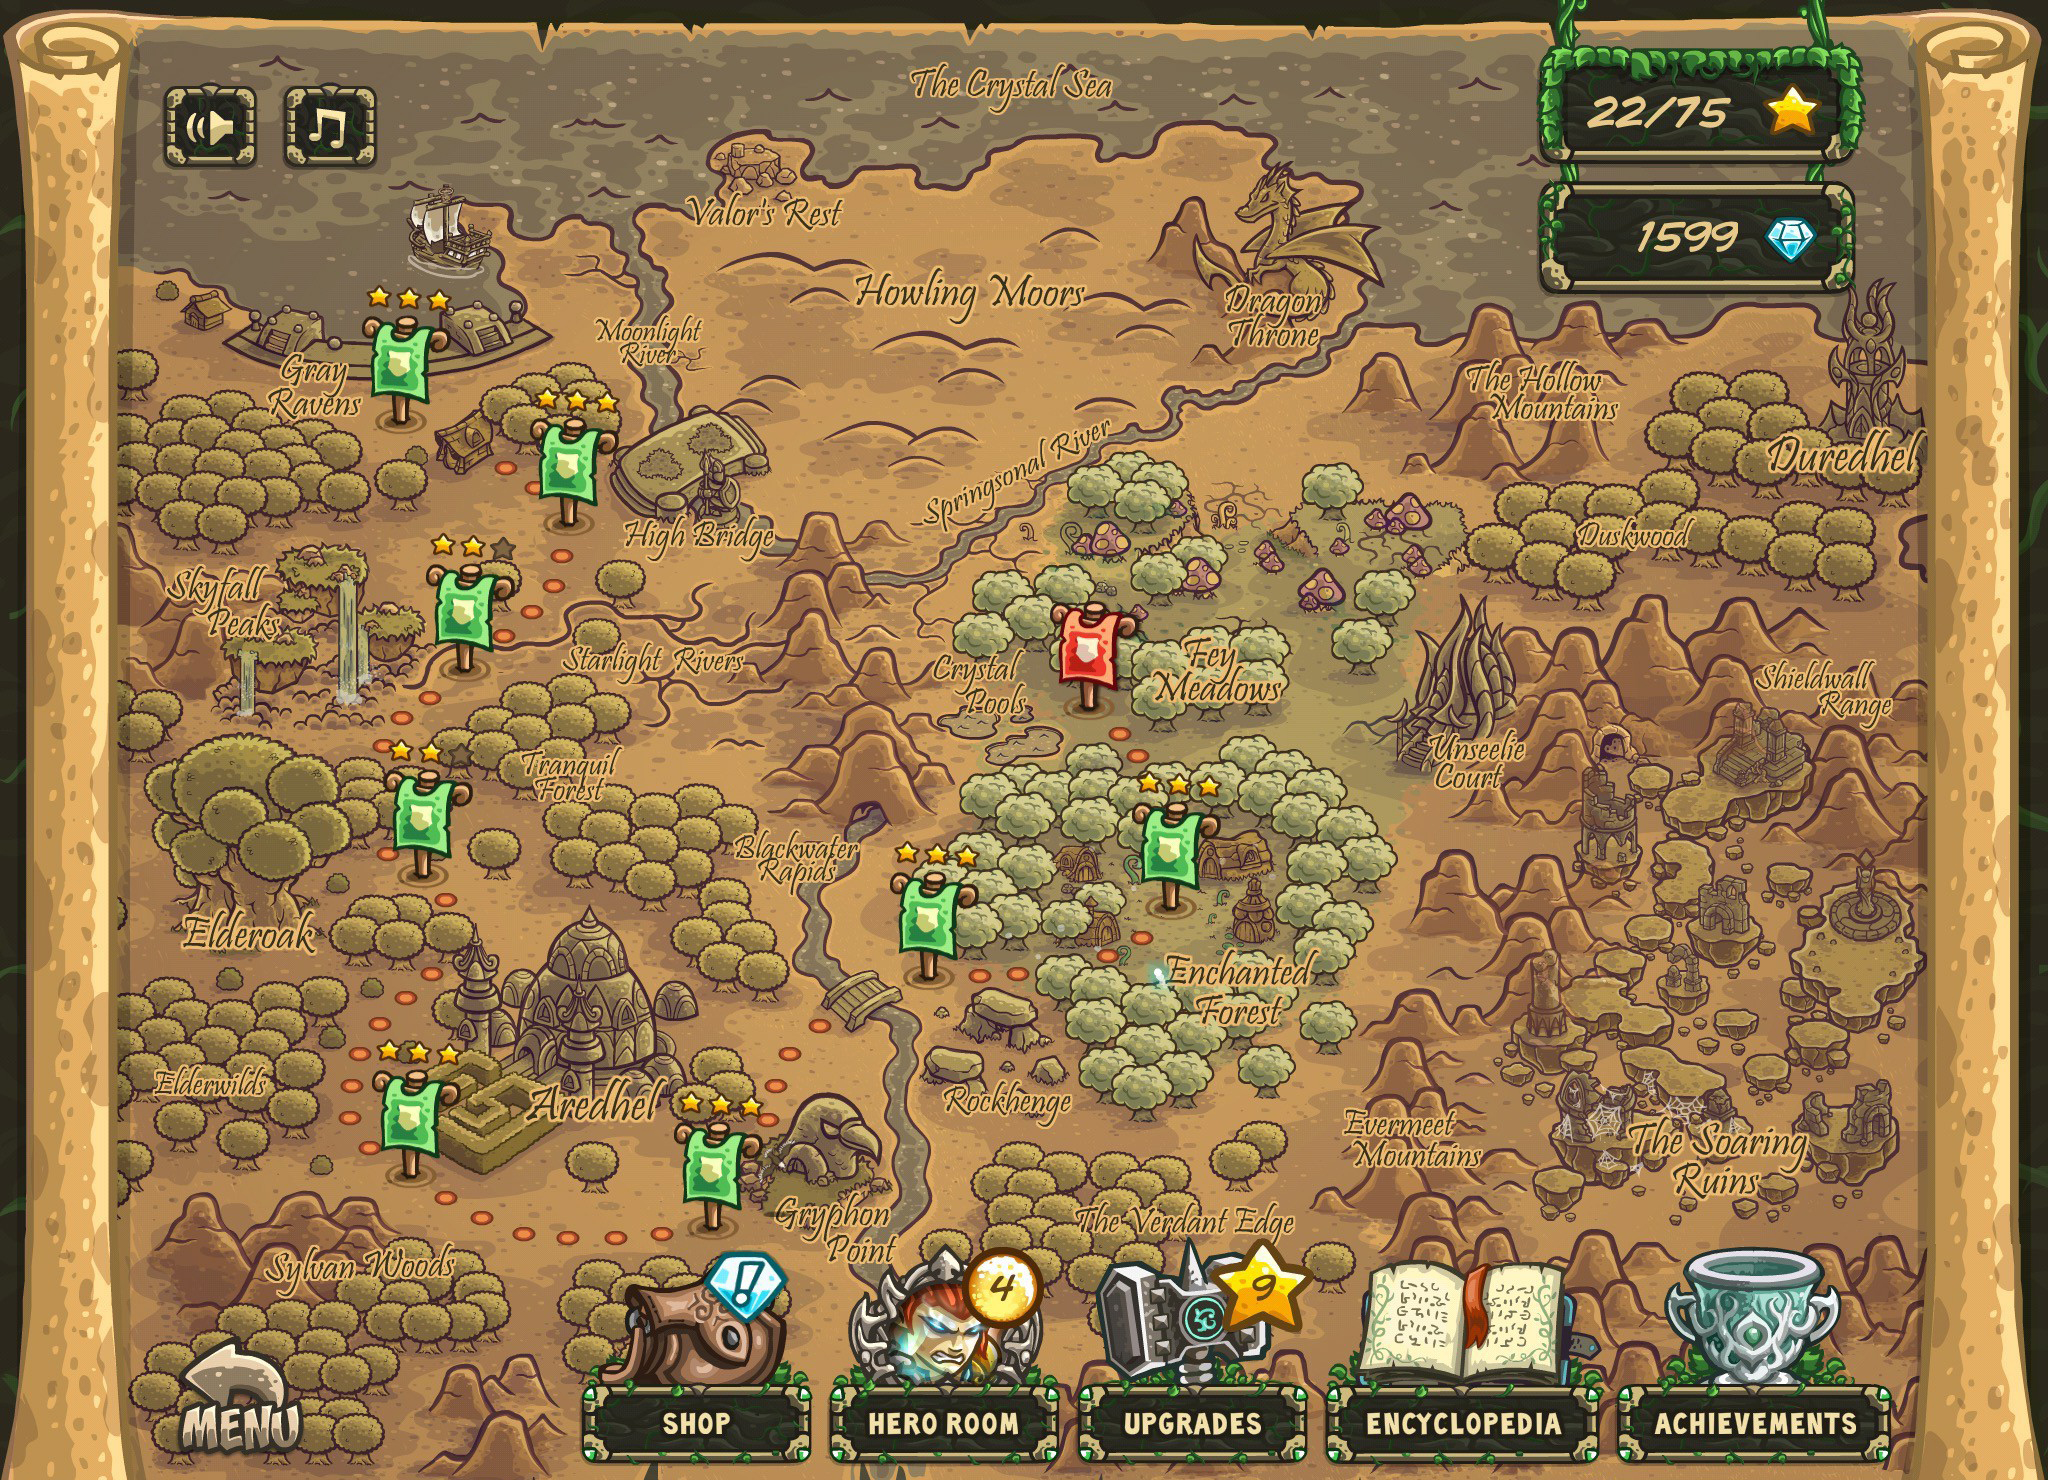 The Crystal Sea
22/75
Valor's Rest
1599
Howling Moors
Dragon
Throne
Moonlight
River
Gray
Ravens
The Hollow
Mountains
Springsonal River
Duredhel
High Bridge
Duskwood
Skyfall
Peaks
Starlight Rivers
Crystal
Pools
Fey
Meadows
Shieldwall
Range
Unseelie
Court
Tranquil
Forest
Blackwater
Rapids
Elderoak
Enchanted
Forest
Elderwilds
Aredhel
Rockhenge
Evermeet
Mountains
The Soaring
Ruins
Gryphon
Point
The Verdant Edge
Sylvan Woods
!
4
9
MENU
SHOP
HERO ROOM
UPGRADES
ENCYCLOPEDIA
ACHIEVEMENTS